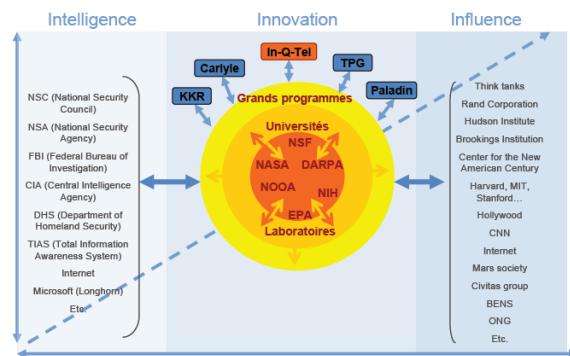 Intelligence
Innovation
Influence
In-Q-Tel
Carlyle
TPG
KKR
Paladin
Grands programmes
Universités
NSF
NASA
DARPA
NOOA
NIH
EPA
Laboratoires
NSC (National Security
Council)
NSA (National Security
Agency)
FBI (Federal Bureau of
Investigation)
CIA (Central Intelligence
Agency)
DHS (Department of
Homeland Security)
TIAS (Total Information
Awareness System)
Internet
Microsoft (Longhorn)
Etc.
Think tanks
Rand Corporation
Hudson Institute
Brookings Institution
Center for the New
American Century
Harvard, MIT,
Stanford…
Hollywood
CNN
Internet
Mars society
Civitas group
BENS
ONG
Etc.